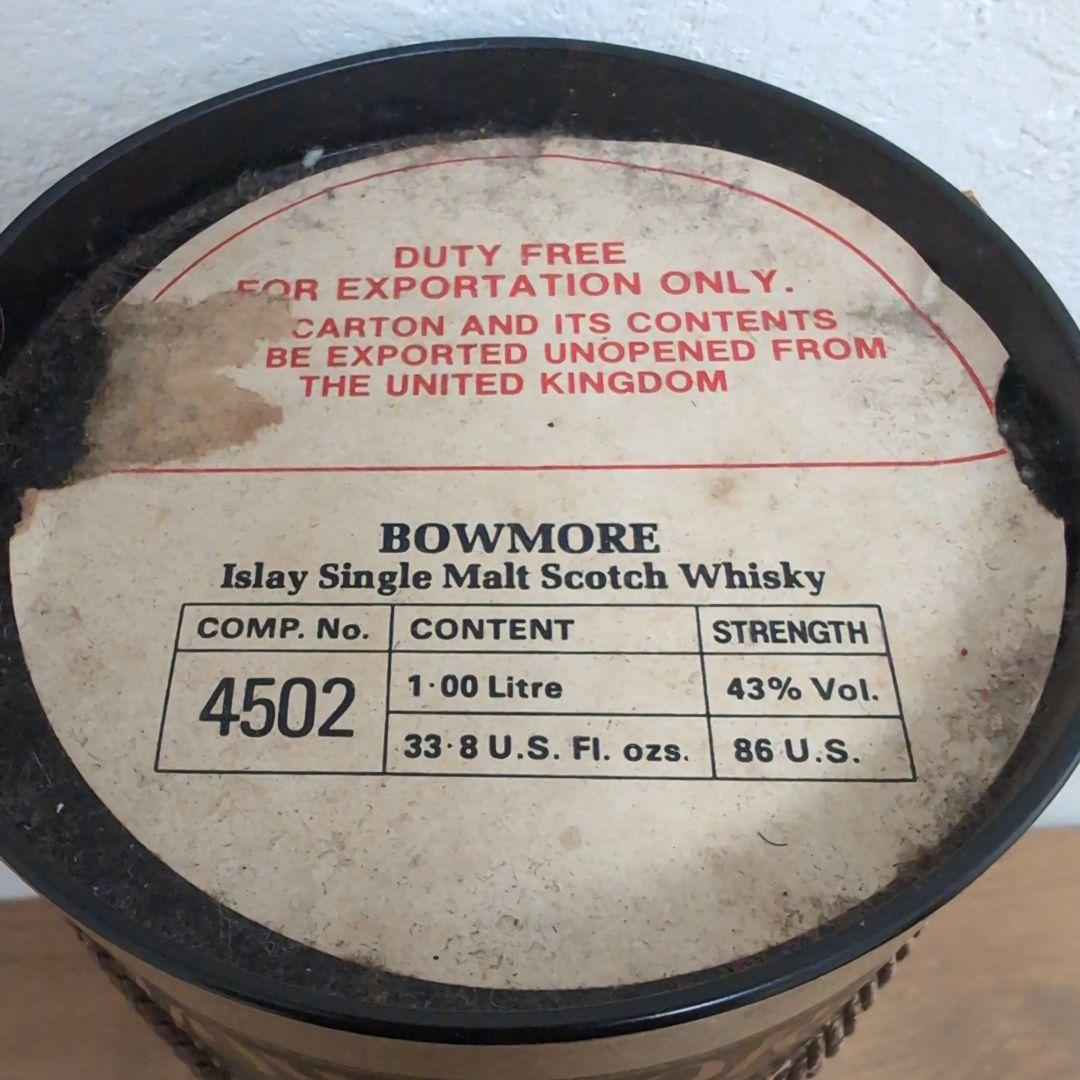 DUTY FREE
FOR EXPORTATION ONLY.
CARTON AND ITS CONTENTS
BE EXPORTED UNOPENED FROM
THE UNITED KINGDOM
BOWMORE
Islay Single Malt Scotch Whisky
COMP. No. CONTENT STRENGTH
4502 1·00 Litre 43% Vol.
33·8 U.S. Fl. ozs. 86 U.S.